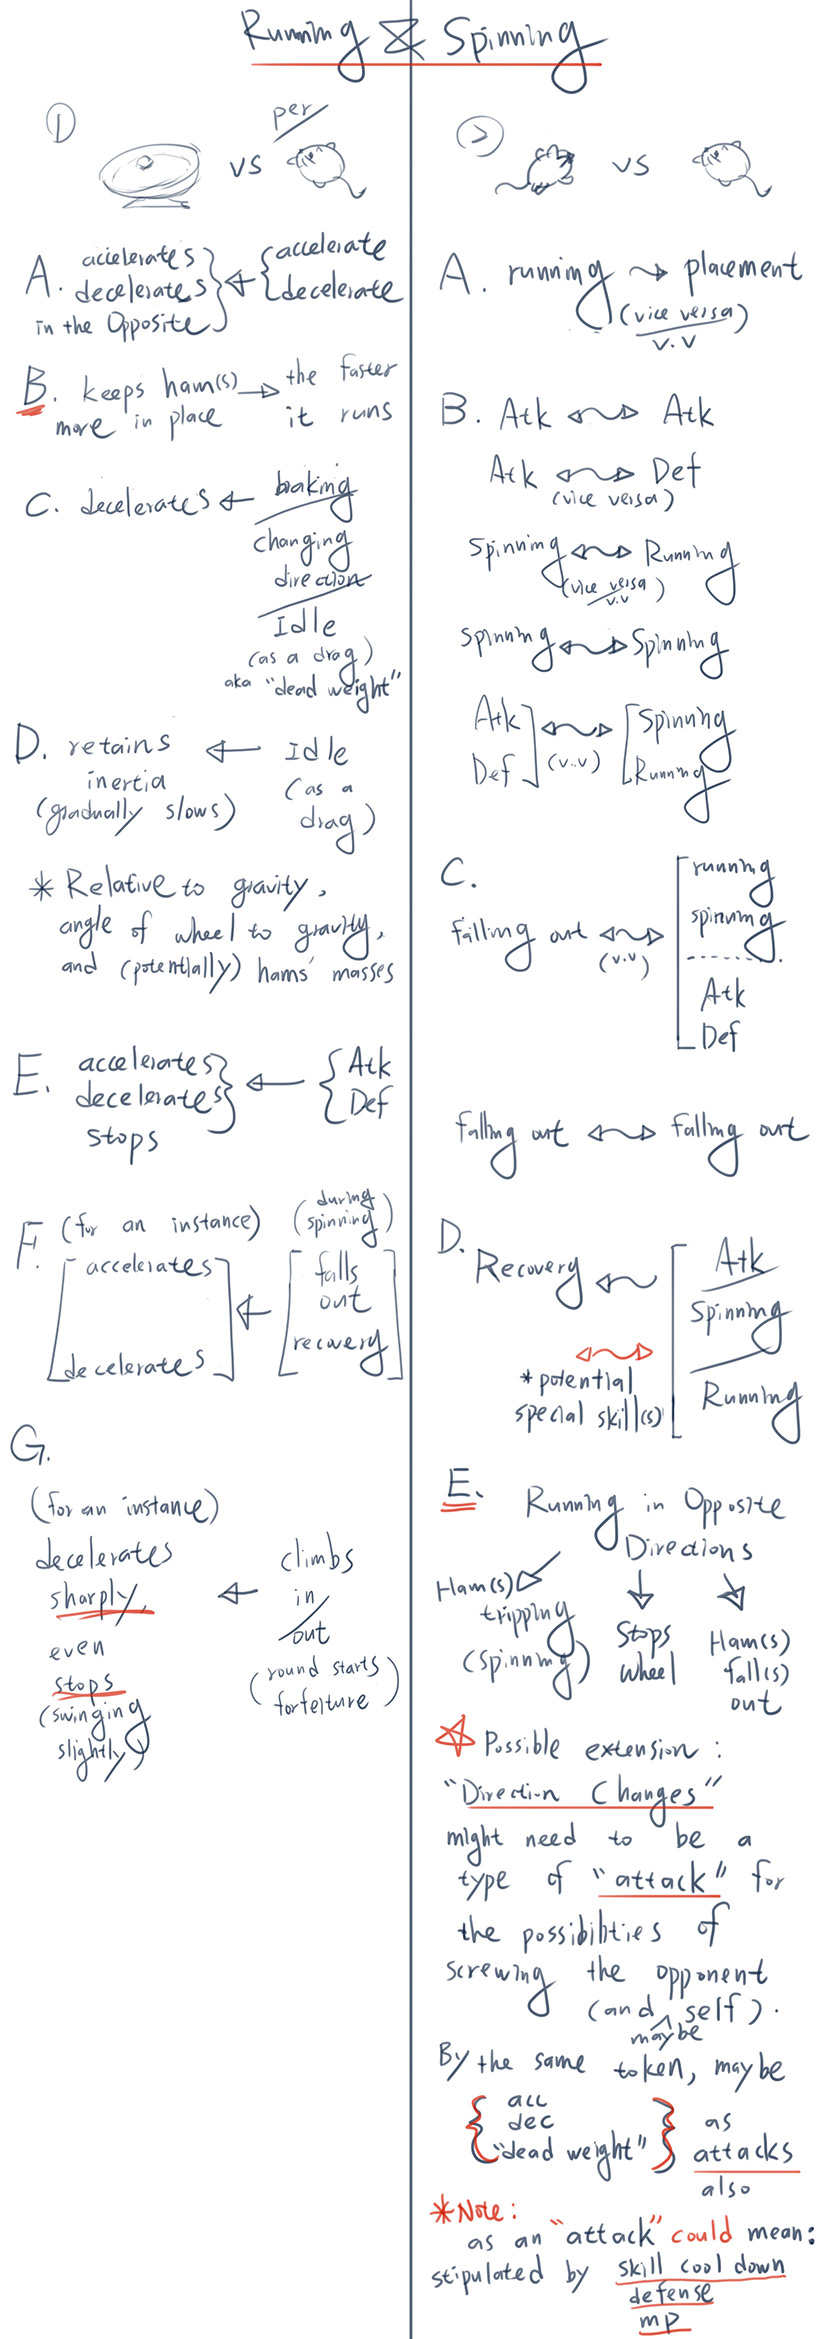 Running & Spinning
①
vs
per
A. accelerates
decelerates
in the Opposite
accelerate
decelerate
B. keeps ham(s)
more in place
the faster
it runs
C. decelerates
braking
changing
direction
Idle
(as a drag)
aka "dead weight"
D. retains
inertia
(gradually slows)
Idle
(as a
drag)
* Relative to gravity,
angle of wheel to gravity,
and (potentially) hams' masses
E. accelerates
decelerates
stops
Atk
Def
F. (for an instance)
accelerates
decelerates
(during
spinning)
falls
out
recovery
G.
(for an instance)
decelerates
sharply,
even
stops
(swinging
slightly)
climbs
in
out
(round starts
forfeiture)
②
vs
A. running placement
(vice versa)
v.v
B. Atk Atk
Atk Def
(vice versa)
Spinning Running
(vice versa)
v.v
spinning Spinning
Atk
Def
(v.v)
Spinning
Running
C.
falling out
(v.v)
running
spinning
Atk
Def
falling out falling out
D.
Recovery
Atk
Spinning
Running
*potential
special skill(s)
E. Running in Opposite
Directions
Ham(s)
tripping
(spinning)
Stops
wheel
Ham(s)
fall(s)
out
Possible extension:
"Direction Changes"
might need to be a
type of "attack" for
the possibilities of
screwing the opponent
(and maybe self).
By the same token, maybe
acc
dec
"dead weight"
as
attacks
also
*Note:
as an "attack" could mean:
stipulated by skill cool down
defense
mp